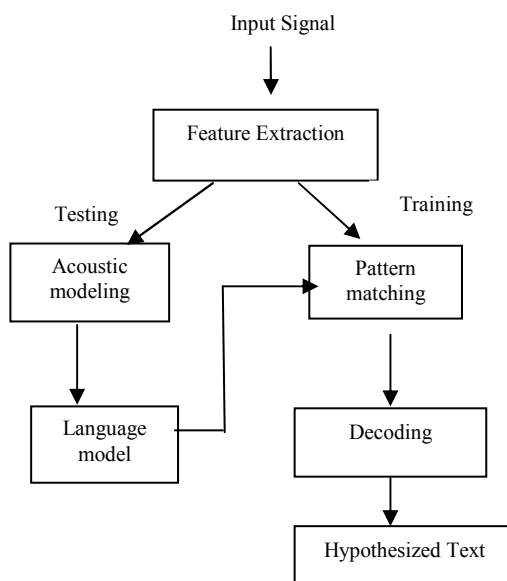 Input Signal
Feature Extraction
Testing
Training
Acoustic
modeling
Pattern
matching
Language
model
Decoding
Hypothesized Text